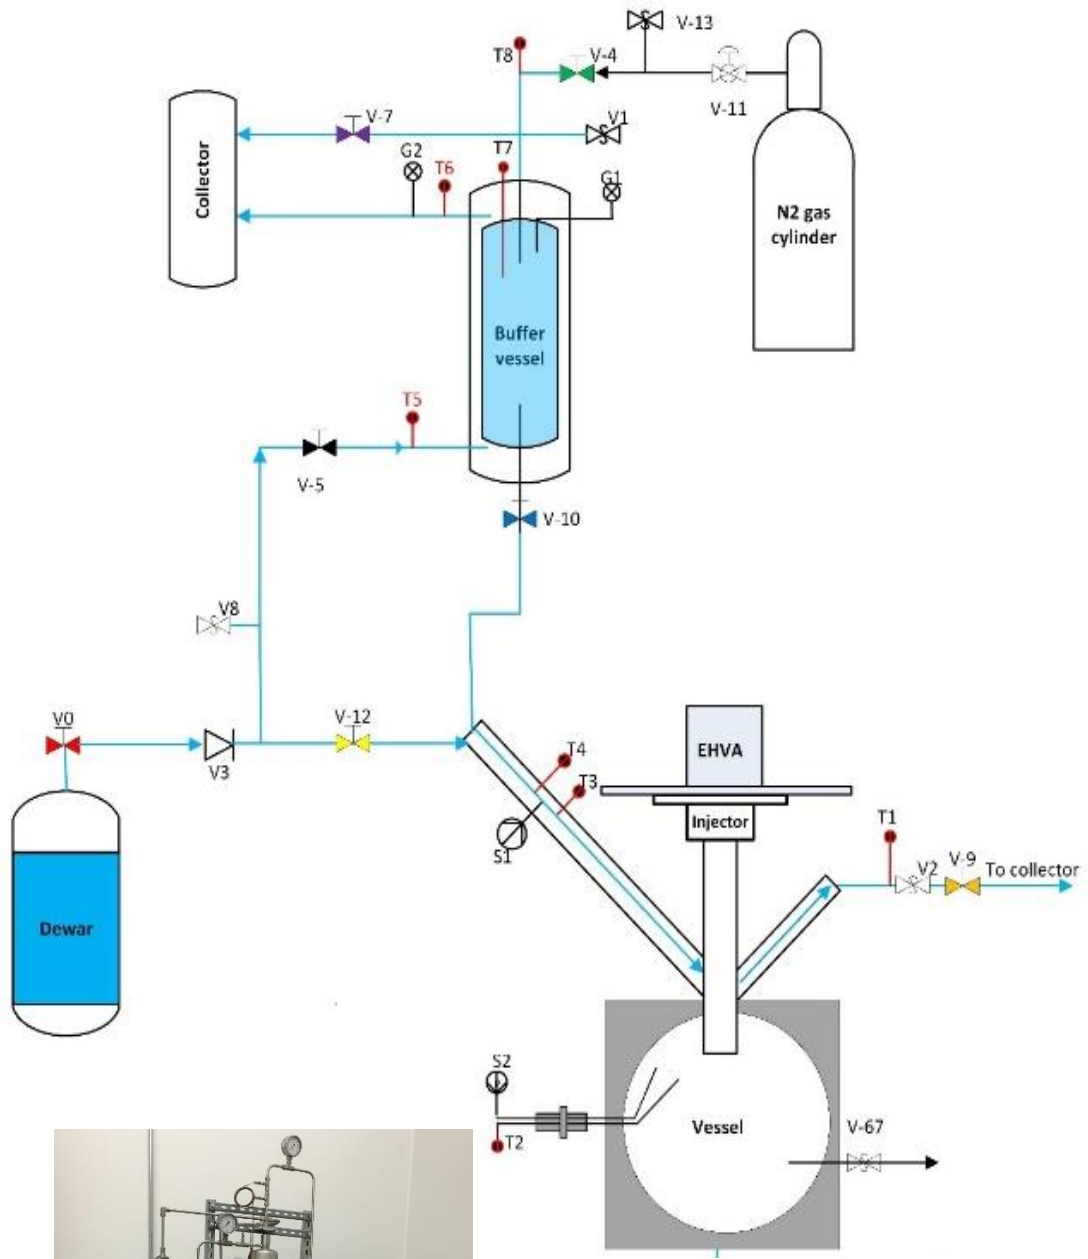 V-13
T8
V-4
V-11
V-7
V1
G2
T6
T7
G1
Collector
N2 gas
cylinder
Buffer
vessel
T5
V-5
V-10
V8
V0
V-12
V3
EHVA
T4
T3
Injector
S1
T1
V2
V-9
To collector
Dewar
S2
T2
Vessel
V-67